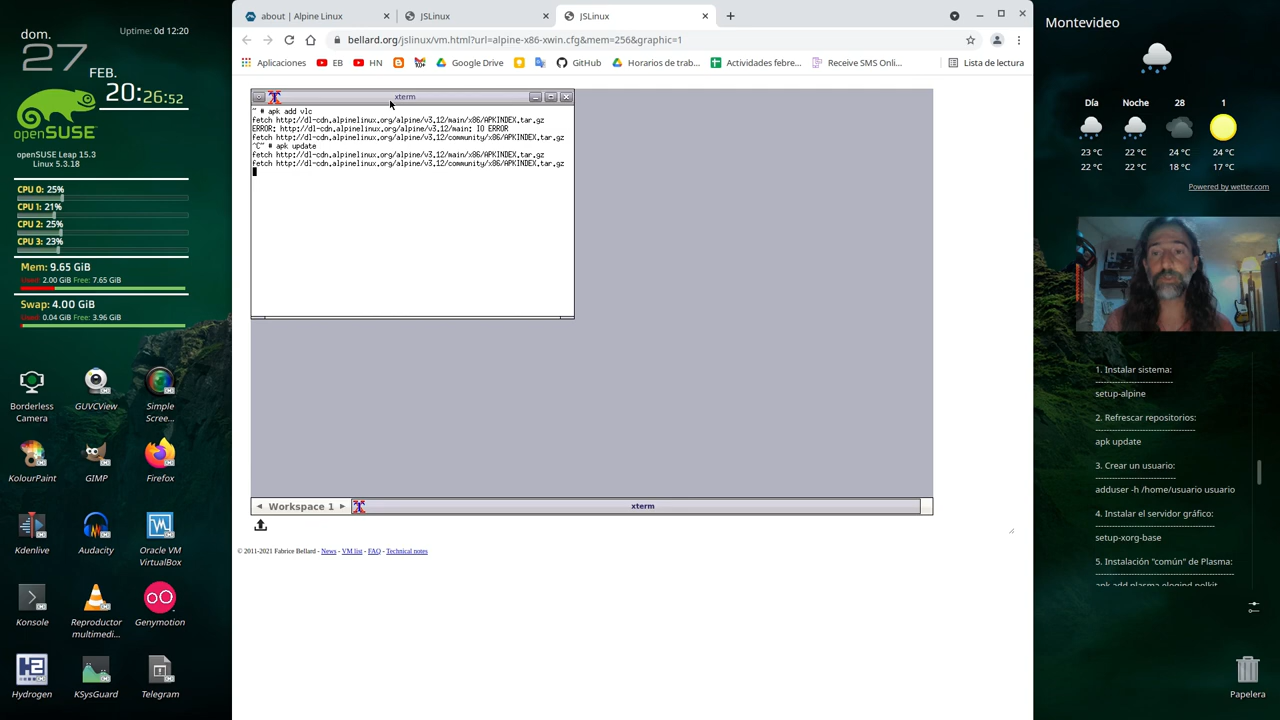 dom.
27
FEB.
20:26:52
Uptime: 0d 12:20
openSUSE
openSUSE Leap 15.3
Linux 5.3.18
CPU 0: 25%
CPU 1: 21%
CPU 2: 25%
CPU 3: 23%
Mem: 9.65 GiB
Used: 2.00 GiB Free: 7.65 GiB
Swap: 4.00 GiB
Used: 0.04 GiB Free: 3.96 GiB
Borderless Camera
GUVCView
Simple Scree...
KolourPaint
GIMP
Firefox
Kdenlive
Audacity
Oracle VM VirtualBox
Konsole
Reproductor multimedi...
Genymotion
Hydrogen
KSysGuard
Telegram
about | Alpine Linux
JSLinux
JSLinux
bellard.org/jslinux/vm.html?url=alpine-x86-xwin.cfg&mem=256&graphic=1
Aplicaciones
EB
HN
Google Drive
GitHub
Horarios de trab...
Actividades febre...
Receive SMS Onli...
Lista de lectura
xterm
~ # apk add vlc
fetch http://dl-cdn.alpinelinux.org/alpine/v3.12/main/x86/APKINDEX.tar.gz
ERROR: http://dl-cdn.alpinelinux.org/alpine/v3.12/main: IO ERROR
fetch http://dl-cdn.alpinelinux.org/alpine/v3.12/community/x86/APKINDEX.tar.gz
^C~ # apk update
fetch http://dl-cdn.alpinelinux.org/alpine/v3.12/main/x86/APKINDEX.tar.gz
fetch http://dl-cdn.alpinelinux.org/alpine/v3.12/community/x86/APKINDEX.tar.gz
Workspace 1
xterm
© 2011-2021 Fabrice Bellard - News - VM list - FAQ - Technical notes
Montevideo
Día Noche 28 1
23 °C 22 °C 24 °C 24 °C
22 °C 22 °C 18 °C 17 °C
Powered by wetter.com
1. Instalar sistema:
-------------------------
setup-alpine
2. Refrescar repositorios:
--------------------------------
apk update
3. Crear un usuario:
--------------------------
adduser -h /home/usuario usuario
4. Instalar el servidor gráfico:
--------------------------------------
setup-xorg-base
5. Instalación "común" de Plasma:
--------------------------------------------
apk add plasma elogind polkit
Papelera